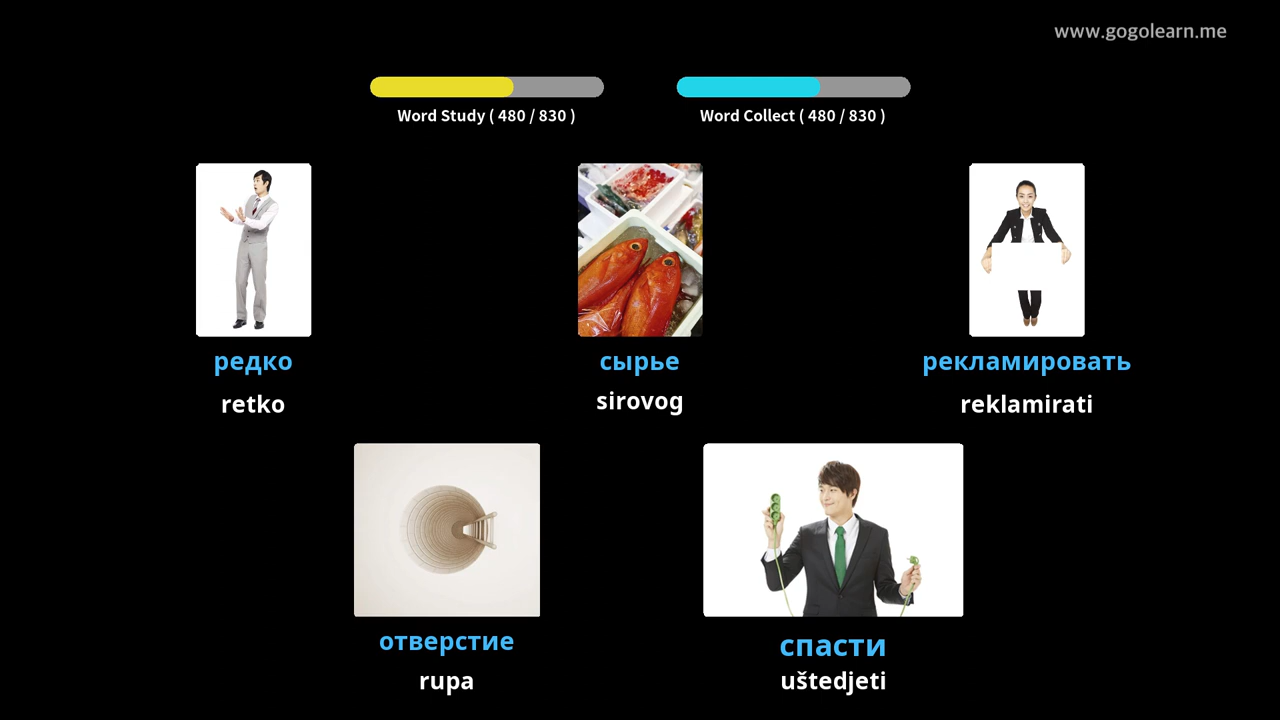 www.gogolearn.me
Word Study ( 480 / 830 )
Word Collect ( 480 / 830 )
редко
retko
сырье
sirovog
рекламировать
reklamirati
отверстие
rupa
спасти
uštedjeti